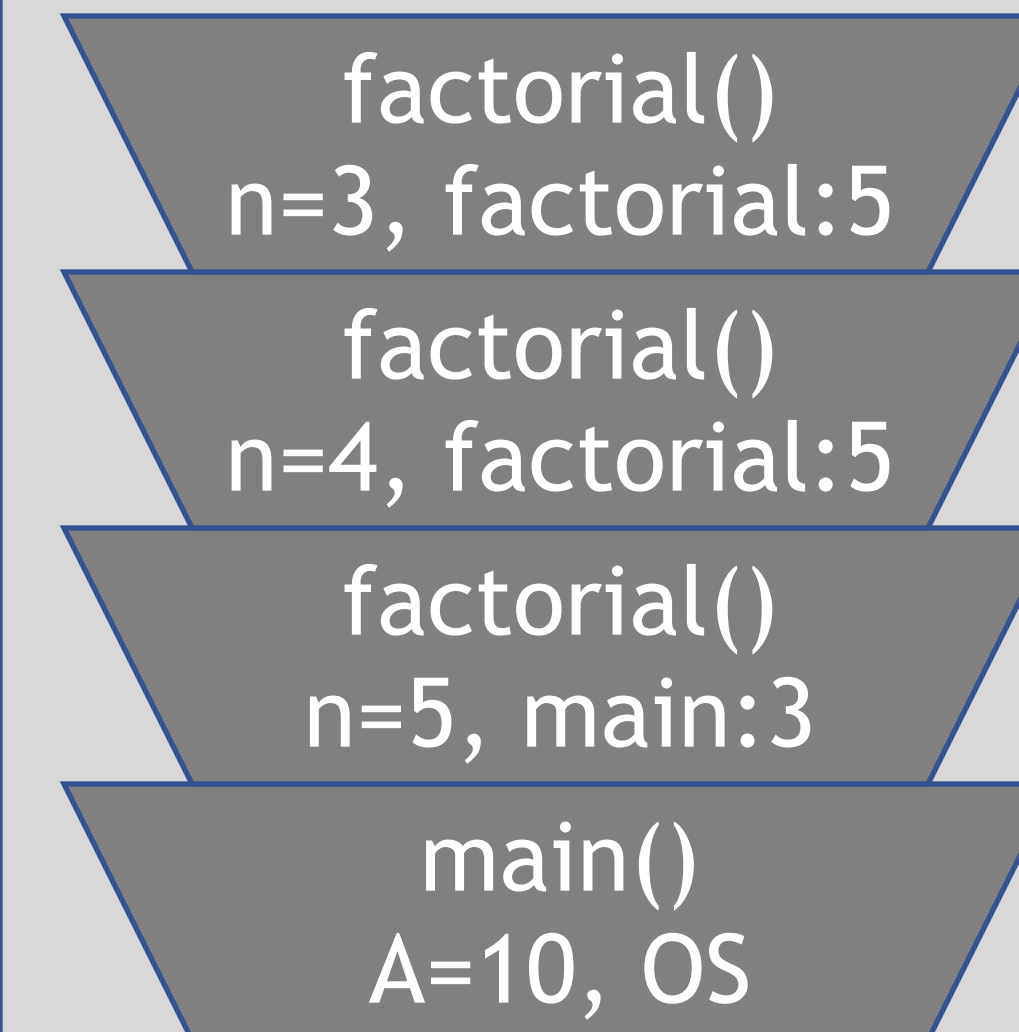 factorial()
n=3, factorial:5
factorial()
n=4, factorial:5
factorial()
n=5, main:3
main()
A=10, OS